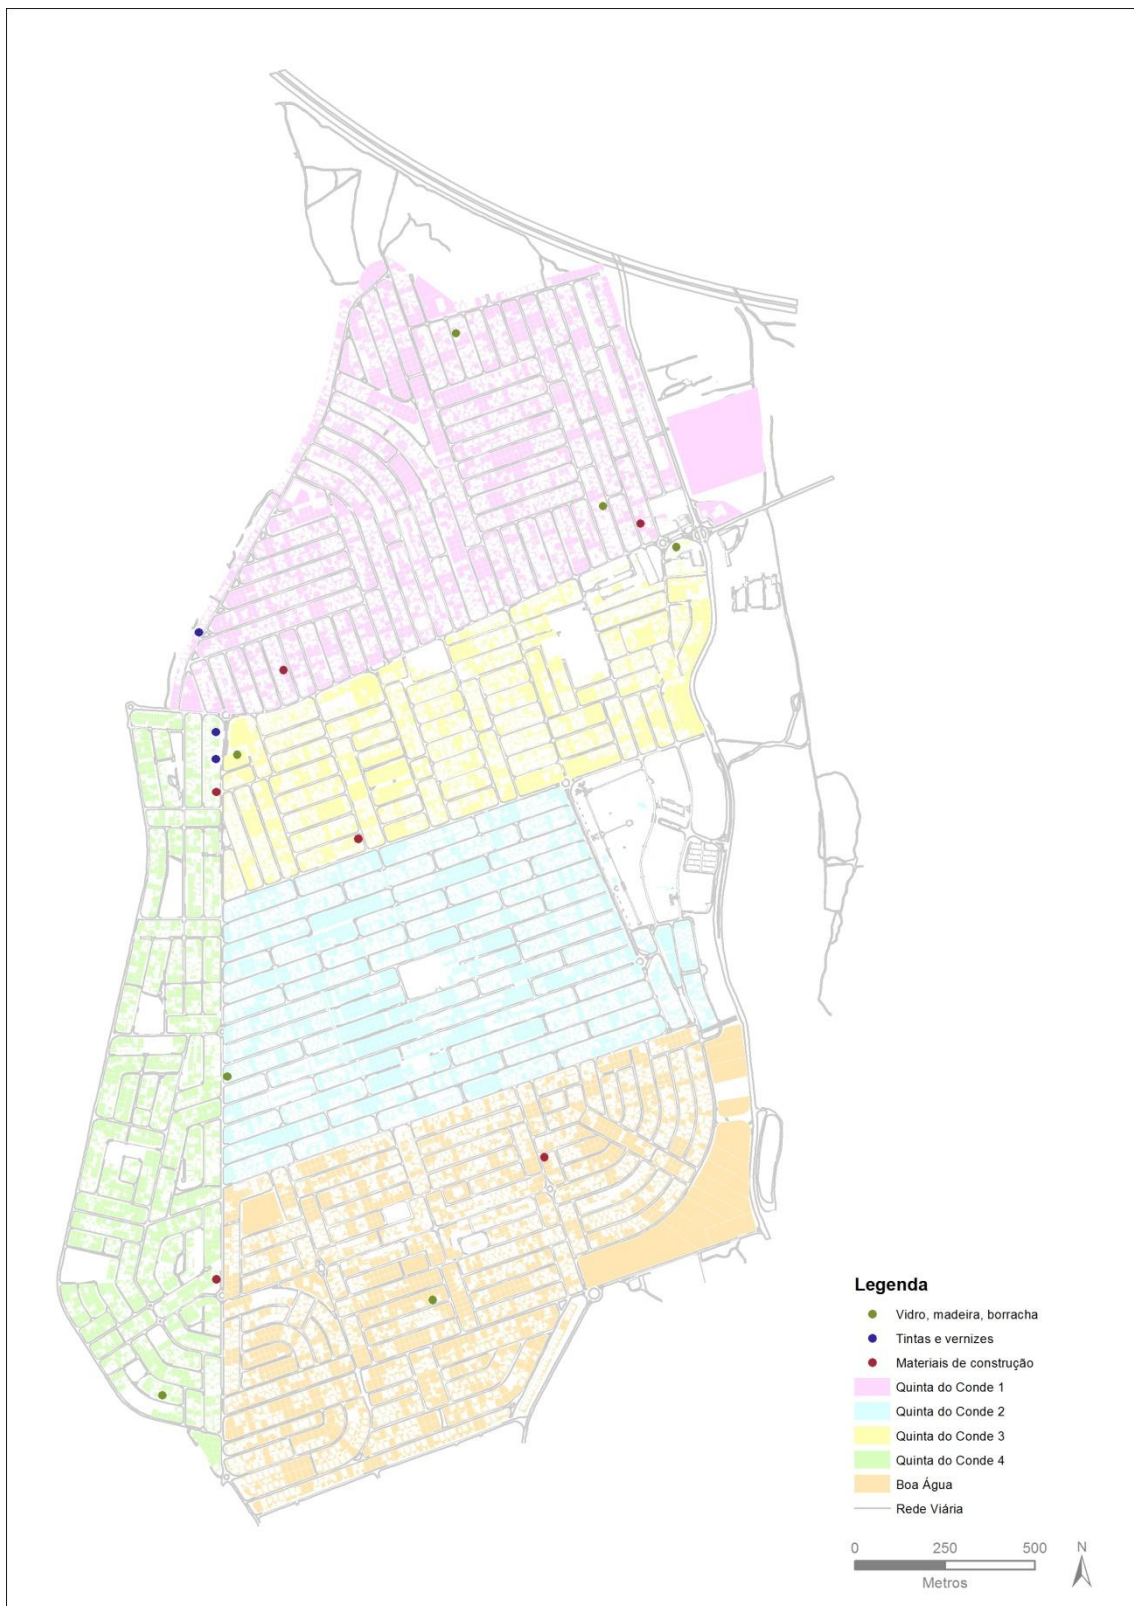 Legenda
Vidro, madeira, borracha
Tintas e vernizes
Materiais de construção
Quinta do Conde 1
Quinta do Conde 2
Quinta do Conde 3
Quinta do Conde 4
Boa Água
Rede Viária
0 250 500
Metros
N